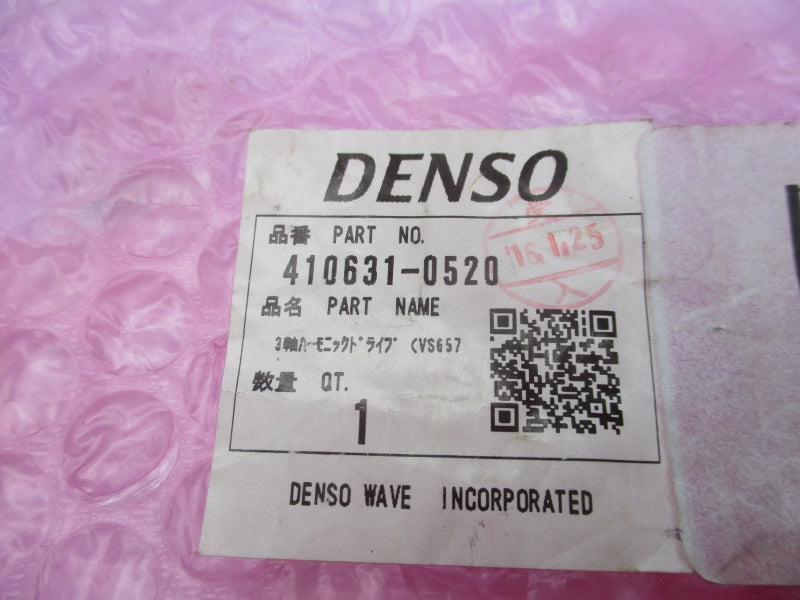 DENSO
品番 PART NO.
410631-0520
'16.1.25
入
品名 PART NAME
3軸ハーモニックドライブ (VS657
数量 QT.
1
DENSO WAVE INCORPORATED